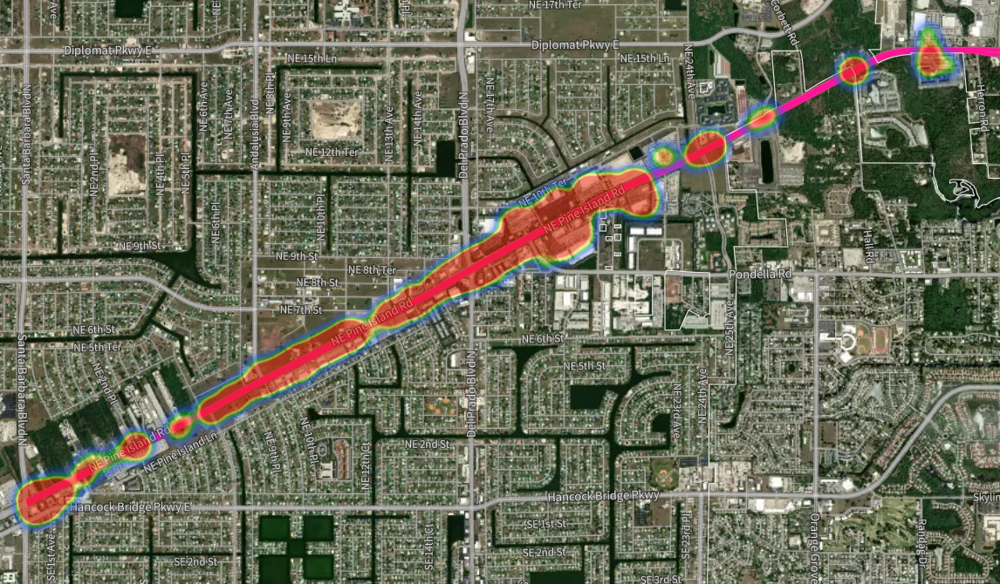 NE 17th Ter
Corbett Rd
Diplomat Pkwy E
Diplomat Pkwy E
NE 15th Ln
NE 15th Ln
NE 24th Ave
Santa Barbara Blvd N
NE 6th Ave
NE 7th Ave
Andalusia Blvd
NE 8th Pl
NE 9th Ave
NE 13th Ave
NE 14th Ave
Del Prado Blvd N
NE 17th Ave
Herron Rd
NE 12th Ter
NE 2nd Pl
NE 4th Pl
NE 5th Pl
NE 10th Ter
NE Pine Island Rd
NE 6th Pl
NE 10th Pl
NE 9th St
NE 9th St
NE 8th Ter
NE 8th St
NE 7th St
Hall Rd
Pondella Rd
NE Pine Island Rd
NE 6th St
NE 5th Ter
NE 6th St
NE 5th St
NE 25th Ave
Santa Barbara Blvd N
NE 2nd Pl
Del Prado Blvd N
NE 23rd Ave
NE 24th Ave
NE Pine Island Rd
NE Pine Island Ln
NE 9th Pl
NE 10th Pl
NE 12th Ct
NE 2nd St
Hancock Bridge Pkwy E
Hancock Bridge Pkwy
Skylin
SE 1st Ave
SE 2nd St
SE 14th Ct
SE 1st St
SE 2nd St
SE 3rd St
SE 23rd Pl
Orange Grove
Randag Dr